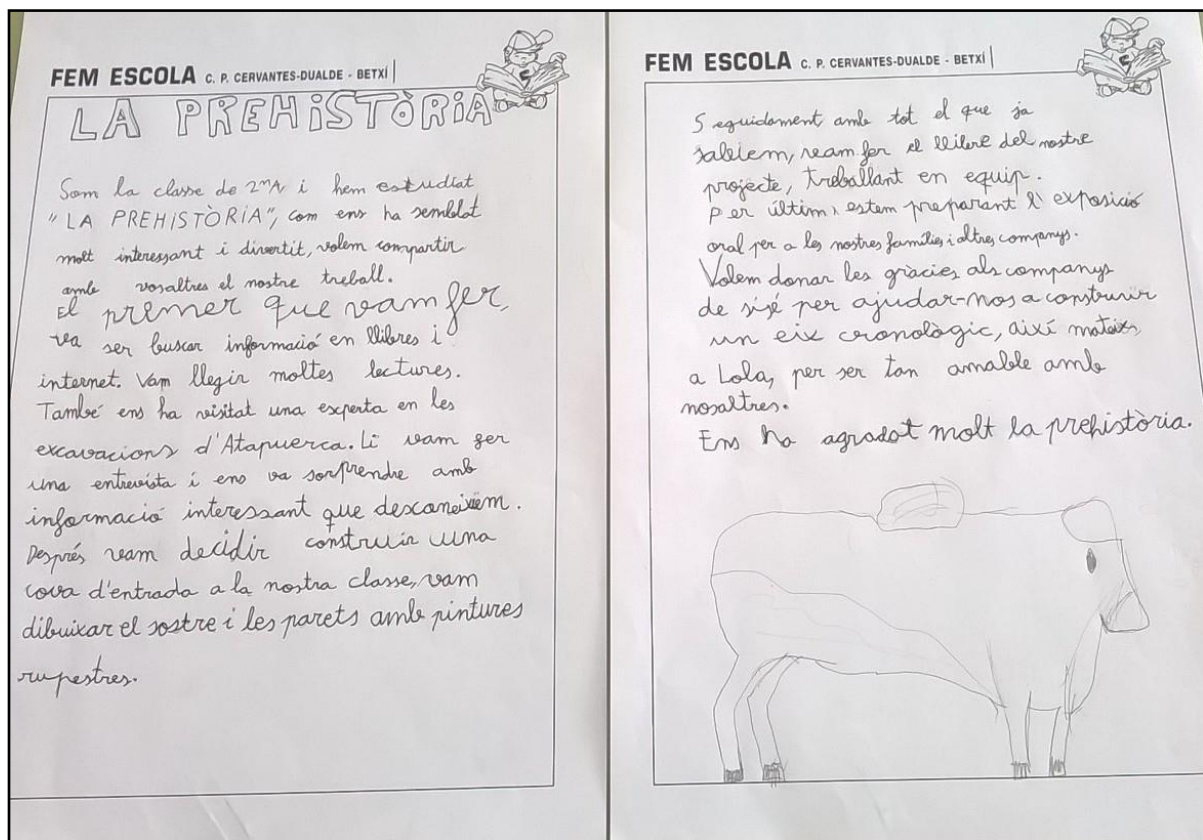 FEM ESCOLA C. P. CERVANTES-DUALDE - BETXÍ
LA PREHISTÒRIA
Som la classe de 2nA, i hem estudiat
"LA PREHISTÒRIA", com ens ha semblat
molt interessant i divertit, volem compartir
amb vosaltres el nostre treball.
El premer que vam fer,
va ser buscar informació en llibres i
internet. Vam llegir moltes lectures.
També ens ha visitat una experta en les
excavacions d'Atapuerca. Li vam fer
una entrevista i ens va sorprendre amb
informació interessant que desconeixiem.
Després vam decidir construir una
cova d'entrada a la nostra classe, vam
dibuixar el sostre i les parets amb pintures
rupestres.
FEM ESCOLA C. P. CERVANTES-DUALDE - BETXÍ
Seguidament amb tot el que ja
sabiem, vam fer el llibre del nostre
projecte, treballant en equip.
Per últim, estem preparant l'exposició
oral per a les nostres families i altres companys.
Volem donar les gràcies als companys
de sisé per ajudar-nos a construir
un eix cronològic, així mateix,
a Lola, per ser tan amable amb
nosaltres.
Ens ha agradat molt la prehistòria.